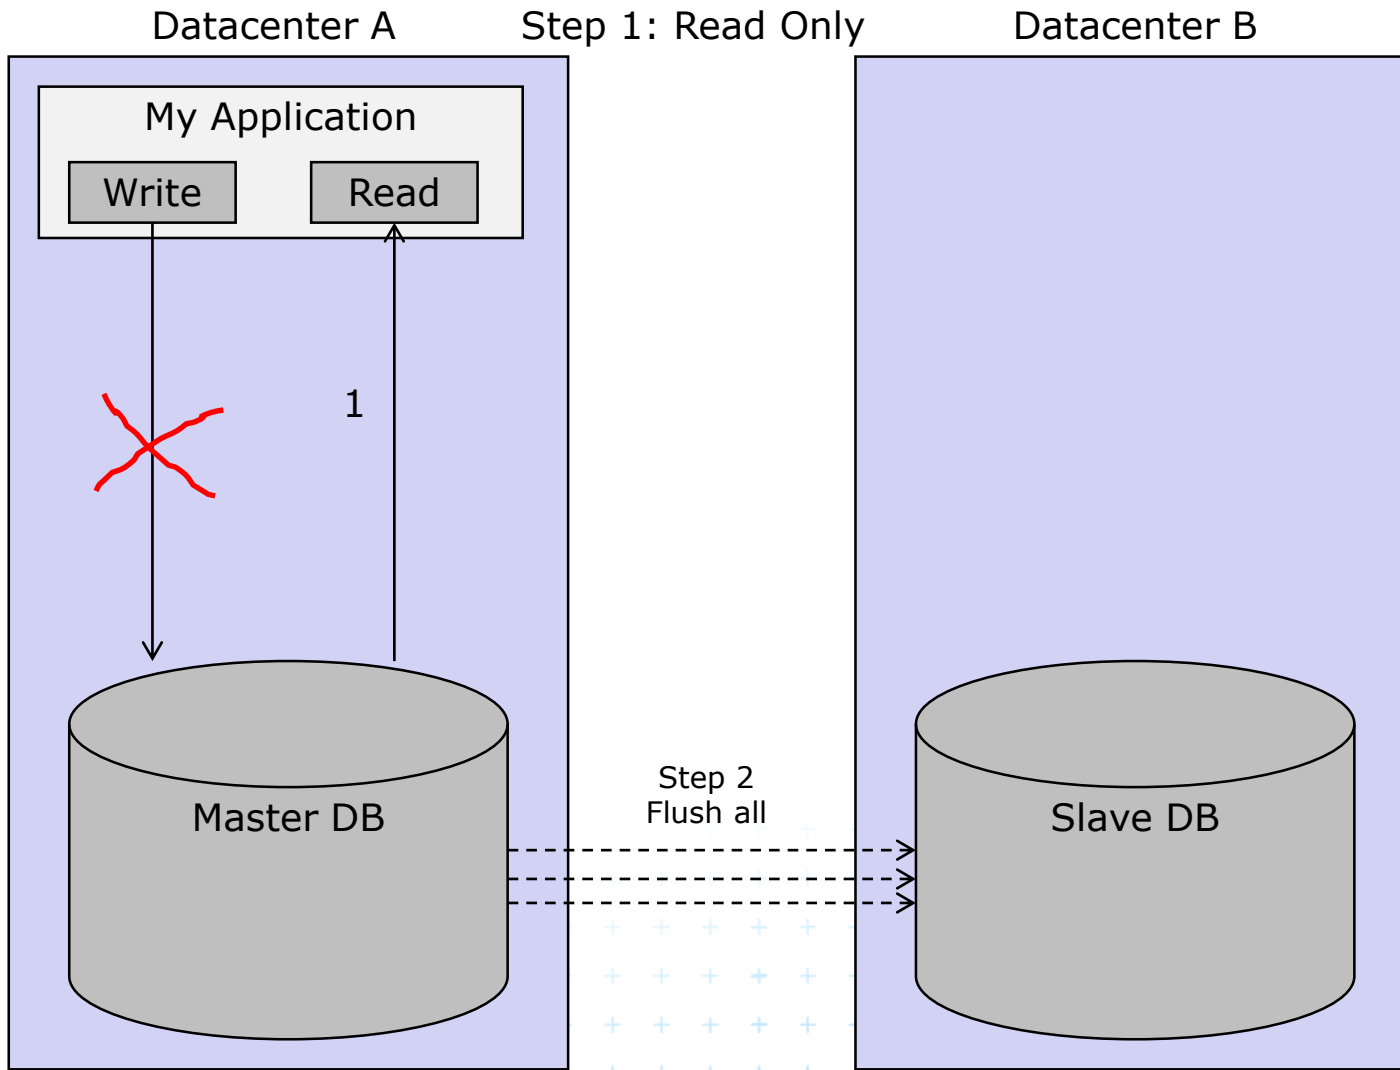 Datacenter A
Step 1: Read Only
Datacenter B
My Application
Write
Read
1
Step 2
Flush all
Master DB
Slave DB